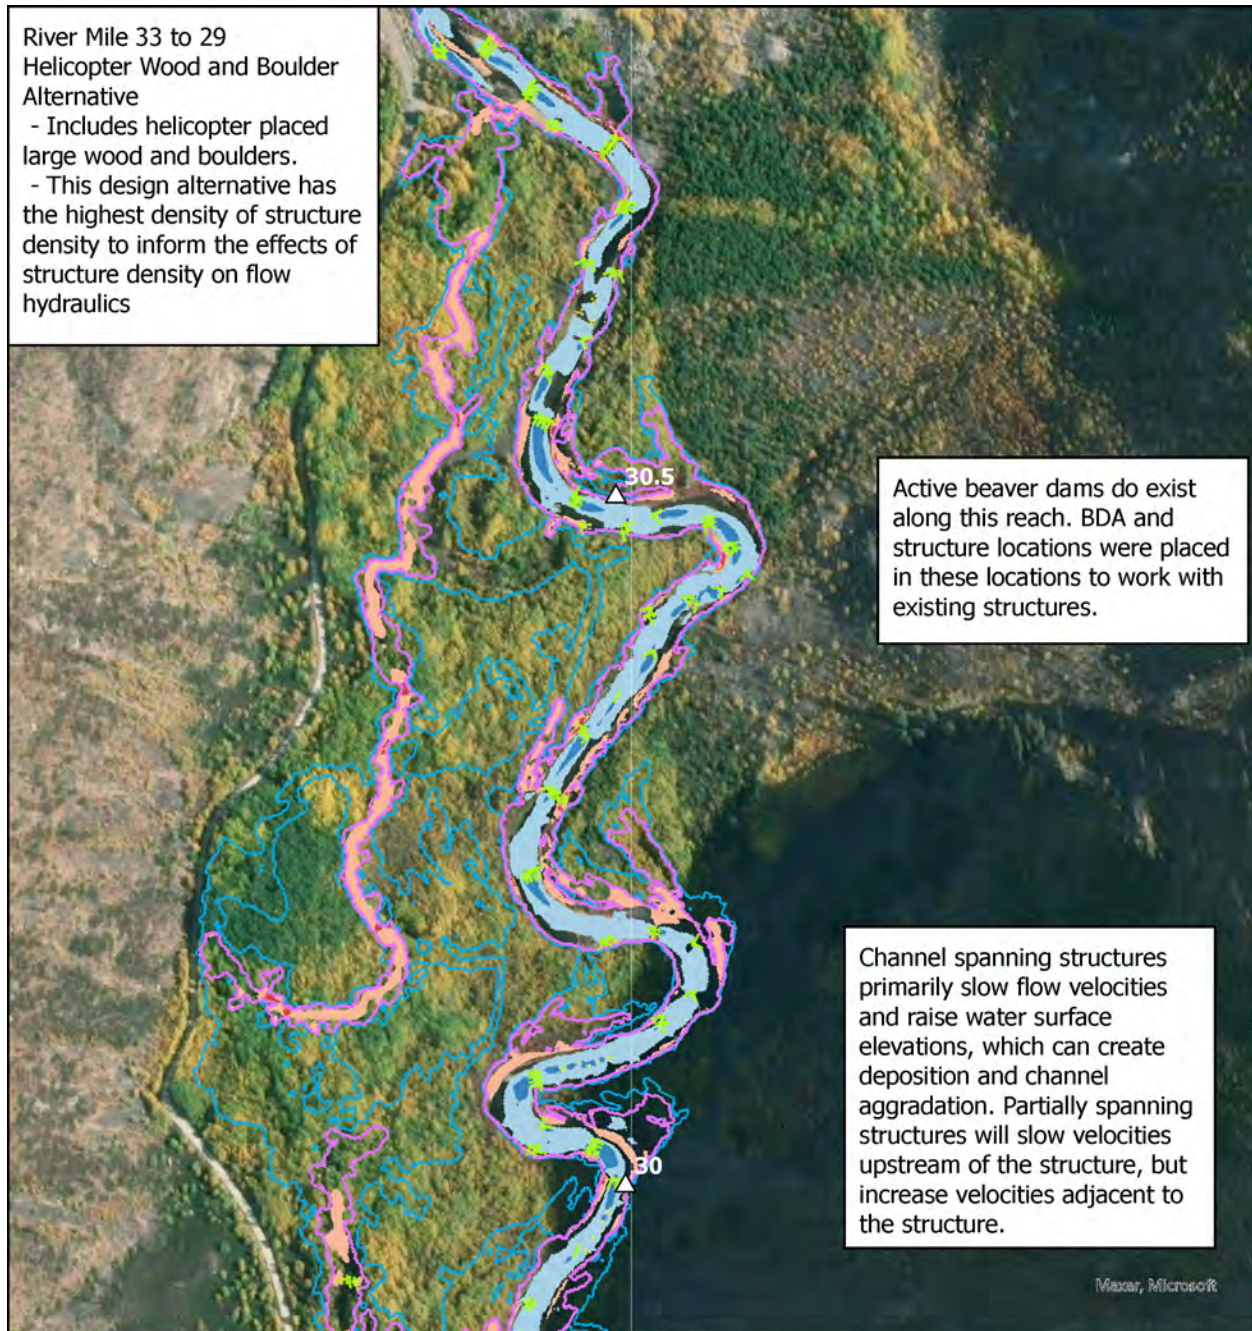 River Mile 33 to 29
Helicopter Wood and Boulder
Alternative
- Includes helicopter placed
large wood and boulders.
- This design alternative has
the highest density of structure
density to inform the effects of
structure density on flow
hydraulics
30.5
Active beaver dams do exist
along this reach. BDA and
structure locations were placed
in these locations to work with
existing structures.
Channel spanning structures
primarily slow flow velocities
and raise water surface
elevations, which can create
deposition and channel
aggradation. Partially spanning
structures will slow velocities
upstream of the structure, but
increase velocities adjacent to
the structure.
30
Maxar, Microsoft